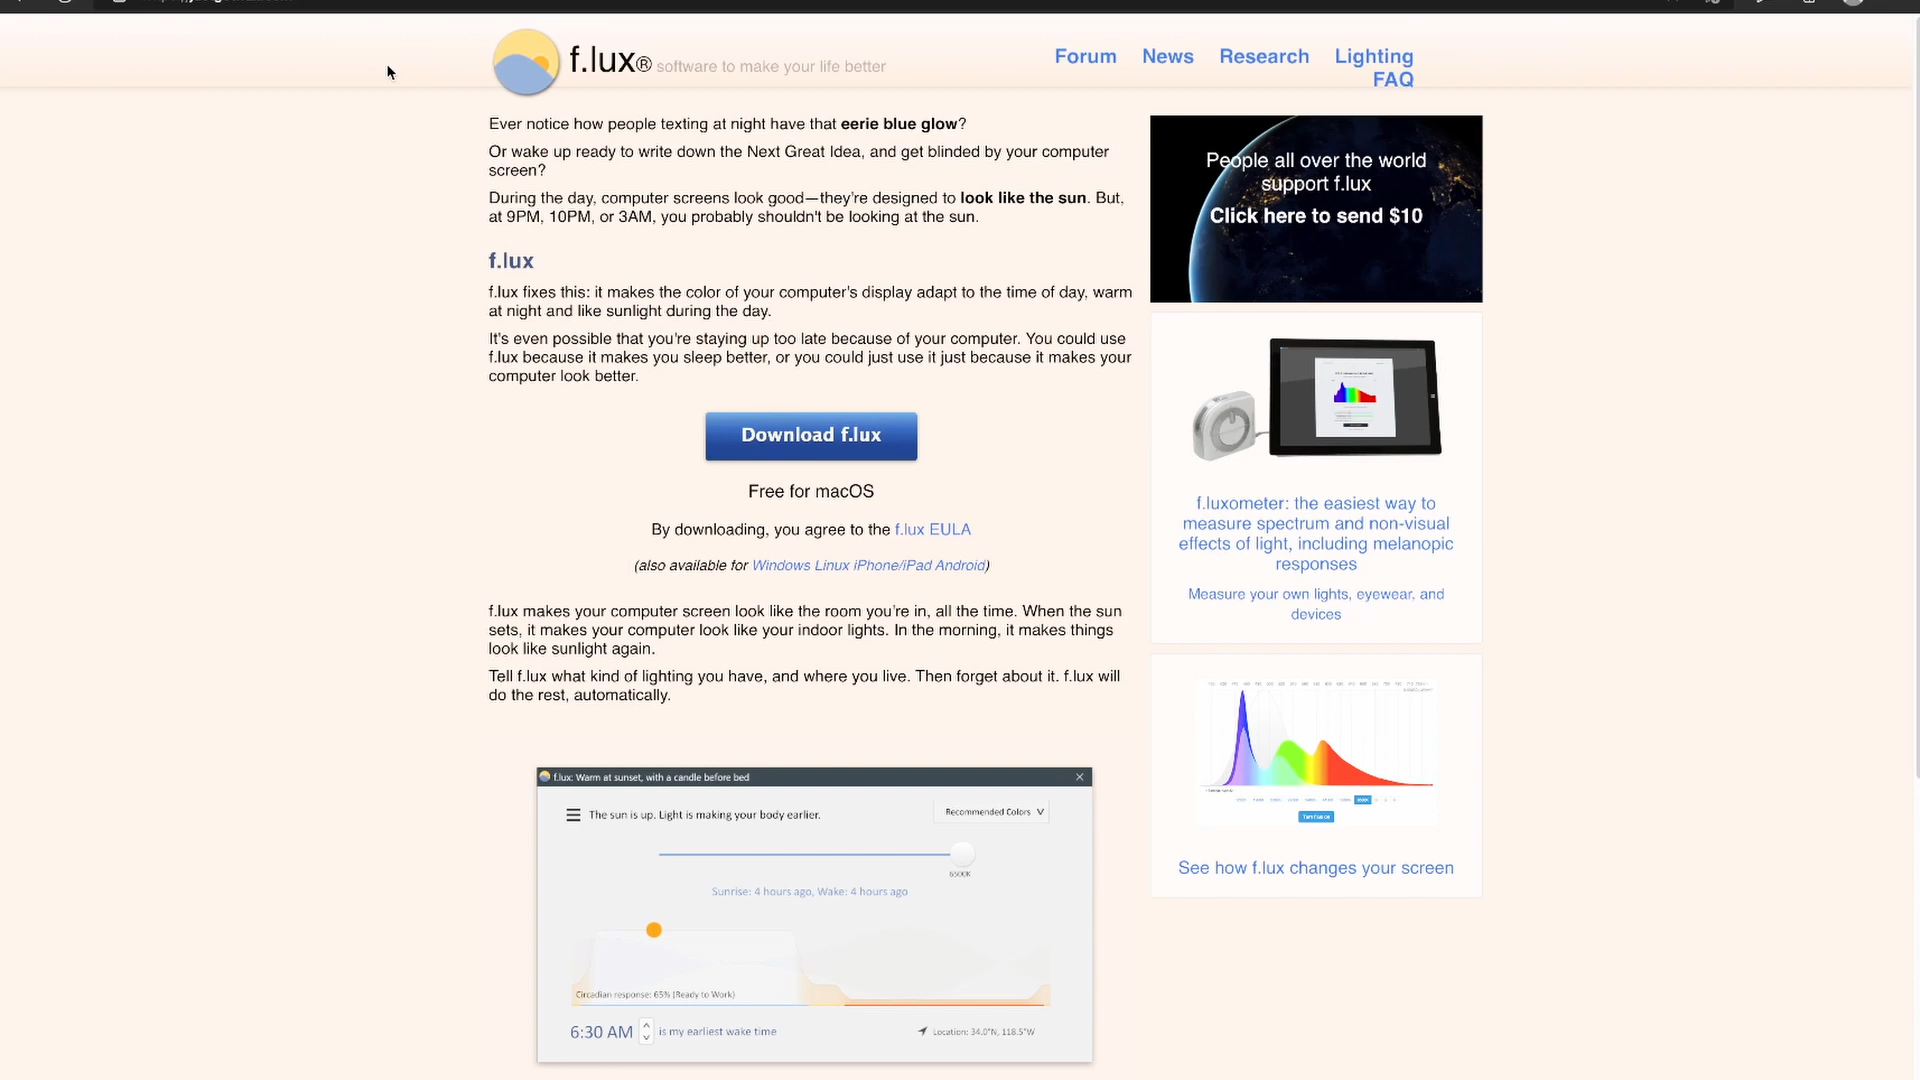 f.lux® software to make your life better
Forum News Research Lighting
FAQ
Ever notice how people texting at night have that eerie blue glow?
Or wake up ready to write down the Next Great Idea, and get blinded by your computer
screen?
During the day, computer screens look good—they're designed to look like the sun. But,
at 9PM, 10PM, or 3AM, you probably shouldn't be looking at the sun.
f.lux
f.lux fixes this: it makes the color of your computer's display adapt to the time of day, warm
at night and like sunlight during the day.
It's even possible that you're staying up too late because of your computer. You could use
f.lux because it makes you sleep better, or you could just use it just because it makes your
computer look better.
Download f.lux
Free for macOS
By downloading, you agree to the f.lux EULA
(also available for Windows Linux iPhone/iPad Android)
f.lux makes your computer screen look like the room you're in, all the time. When the sun
sets, it makes your computer look like your indoor lights. In the morning, it makes things
look like sunlight again.
Tell f.lux what kind of lighting you have, and where you live. Then forget about it. f.lux will
do the rest, automatically.
f.lux: Warm at sunset, with a candle before bed
The sun is up. Light is making your body earlier.
Recommended Colors
6500K
Sunrise: 4 hours ago, Wake: 4 hours ago
Circadian response: 65% (Ready to Work)
6:30 AM is my earliest wake time
Location: 34.0°N, 118.5°W
People all over the world
support f.lux
Click here to send $10
f.luxometer: the easiest way to
measure spectrum and non-visual
effects of light, including melanopic
responses
Measure your own lights, eyewear, and
devices
See how f.lux changes your screen